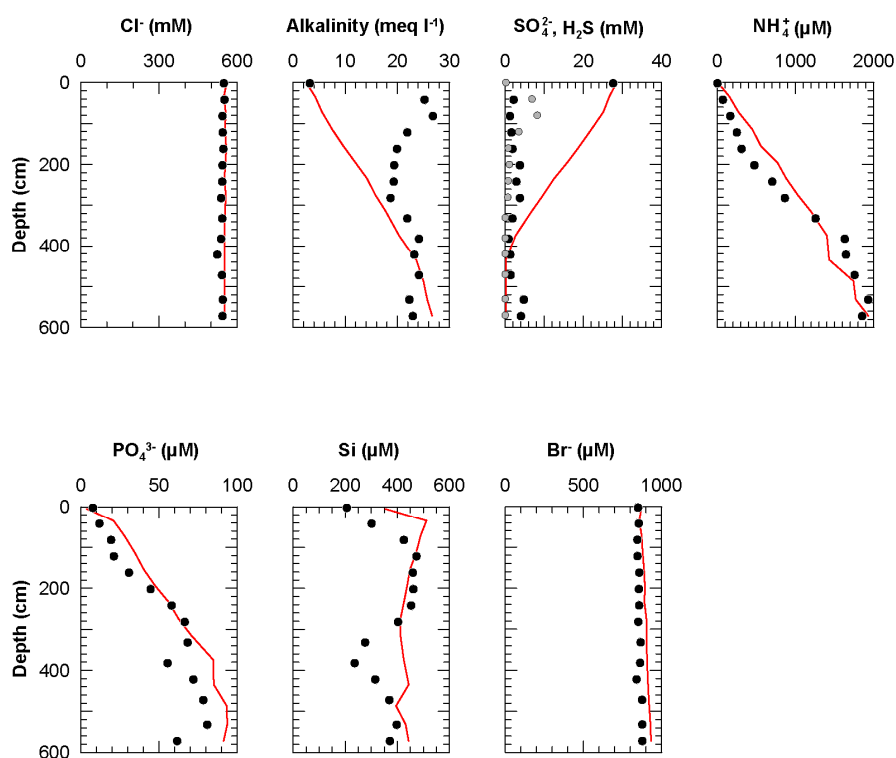 Cl⁻ (mM)
Alkalinity (meq l⁻¹)
SO₄²⁻, H₂S (mM)
NH₄⁺ (µM)
0 300 600
0 10 20 30
0 20 40
0 1000 2000
0
200
400
600
Depth (cm)
PO₄³⁻ (µM)
Si (µM)
Br⁻ (µM)
0 50 100
0 200 400 600
0 500 1000
0
200
400
600
Depth (cm)